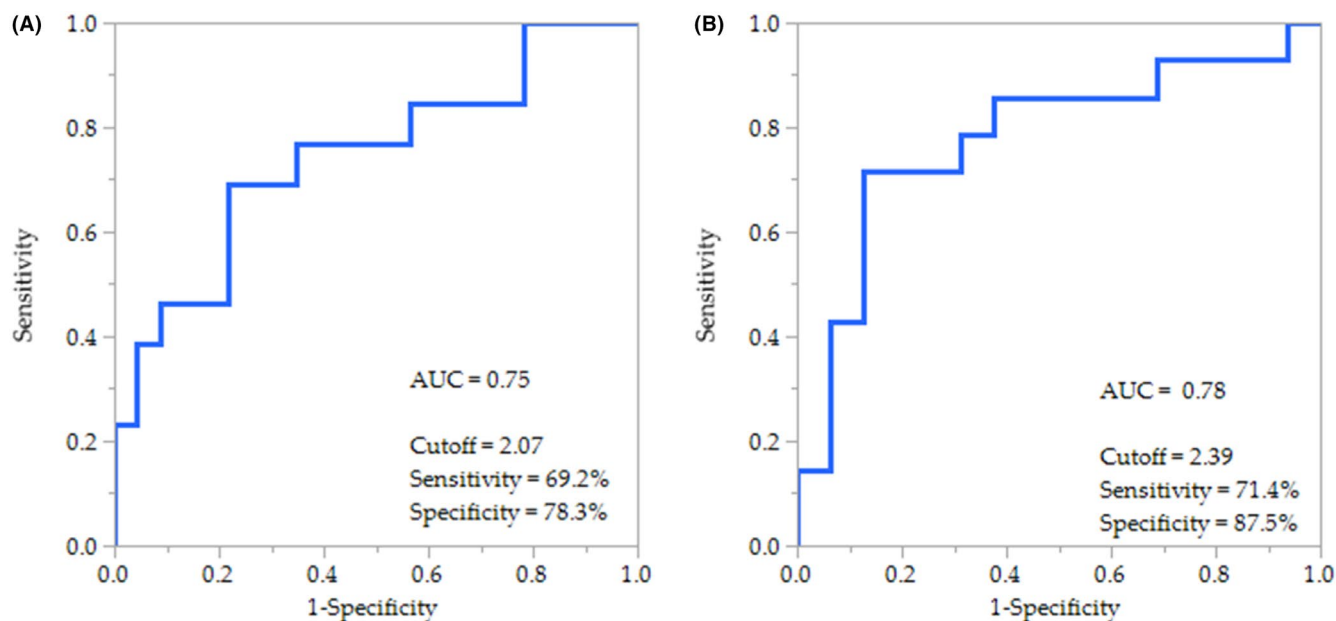 (A)
1.0
0.8
0.6
0.4
0.2
0.0
Sensitivity
AUC = 0.75
Cutoff = 2.07
Sensitivity = 69.2%
Specificity = 78.3%
0.0 0.2 0.4 0.6 0.8 1.0
1-Specificity
(B)
1.0
0.8
0.6
0.4
0.2
0.0
Sensitivity
AUC = 0.78
Cutoff = 2.39
Sensitivity = 71.4%
Specificity = 87.5%
0.0 0.2 0.4 0.6 0.8 1.0
1-Specificity